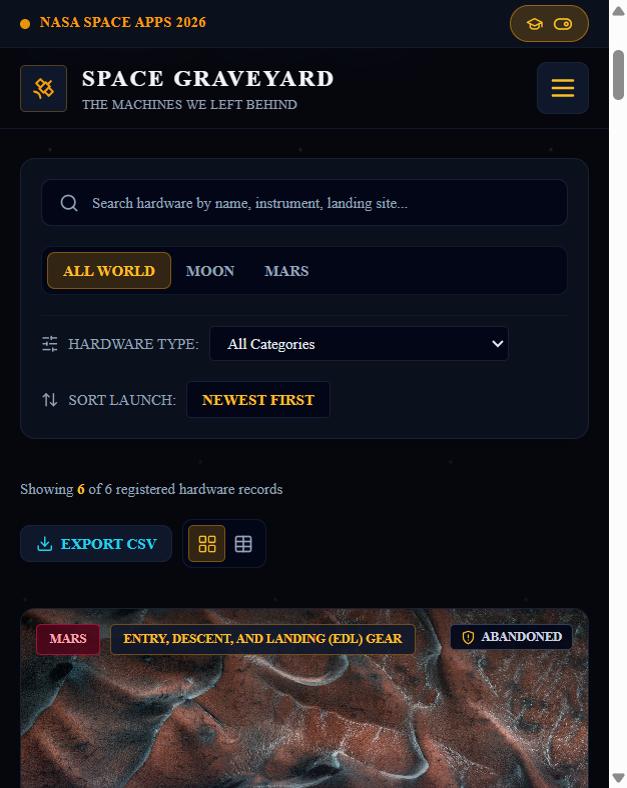 NASA SPACE APPS 2026
SPACE GRAVEYARD
THE MACHINES WE LEFT BEHIND
Search hardware by name, instrument, landing site...
ALL WORLD MOON MARS
HARDWARE TYPE: All Categories
SORT LAUNCH: NEWEST FIRST
Showing 6 of 6 registered hardware records
EXPORT CSV
MARS ENTRY, DESCENT, AND LANDING (EDL) GEAR ABANDONED